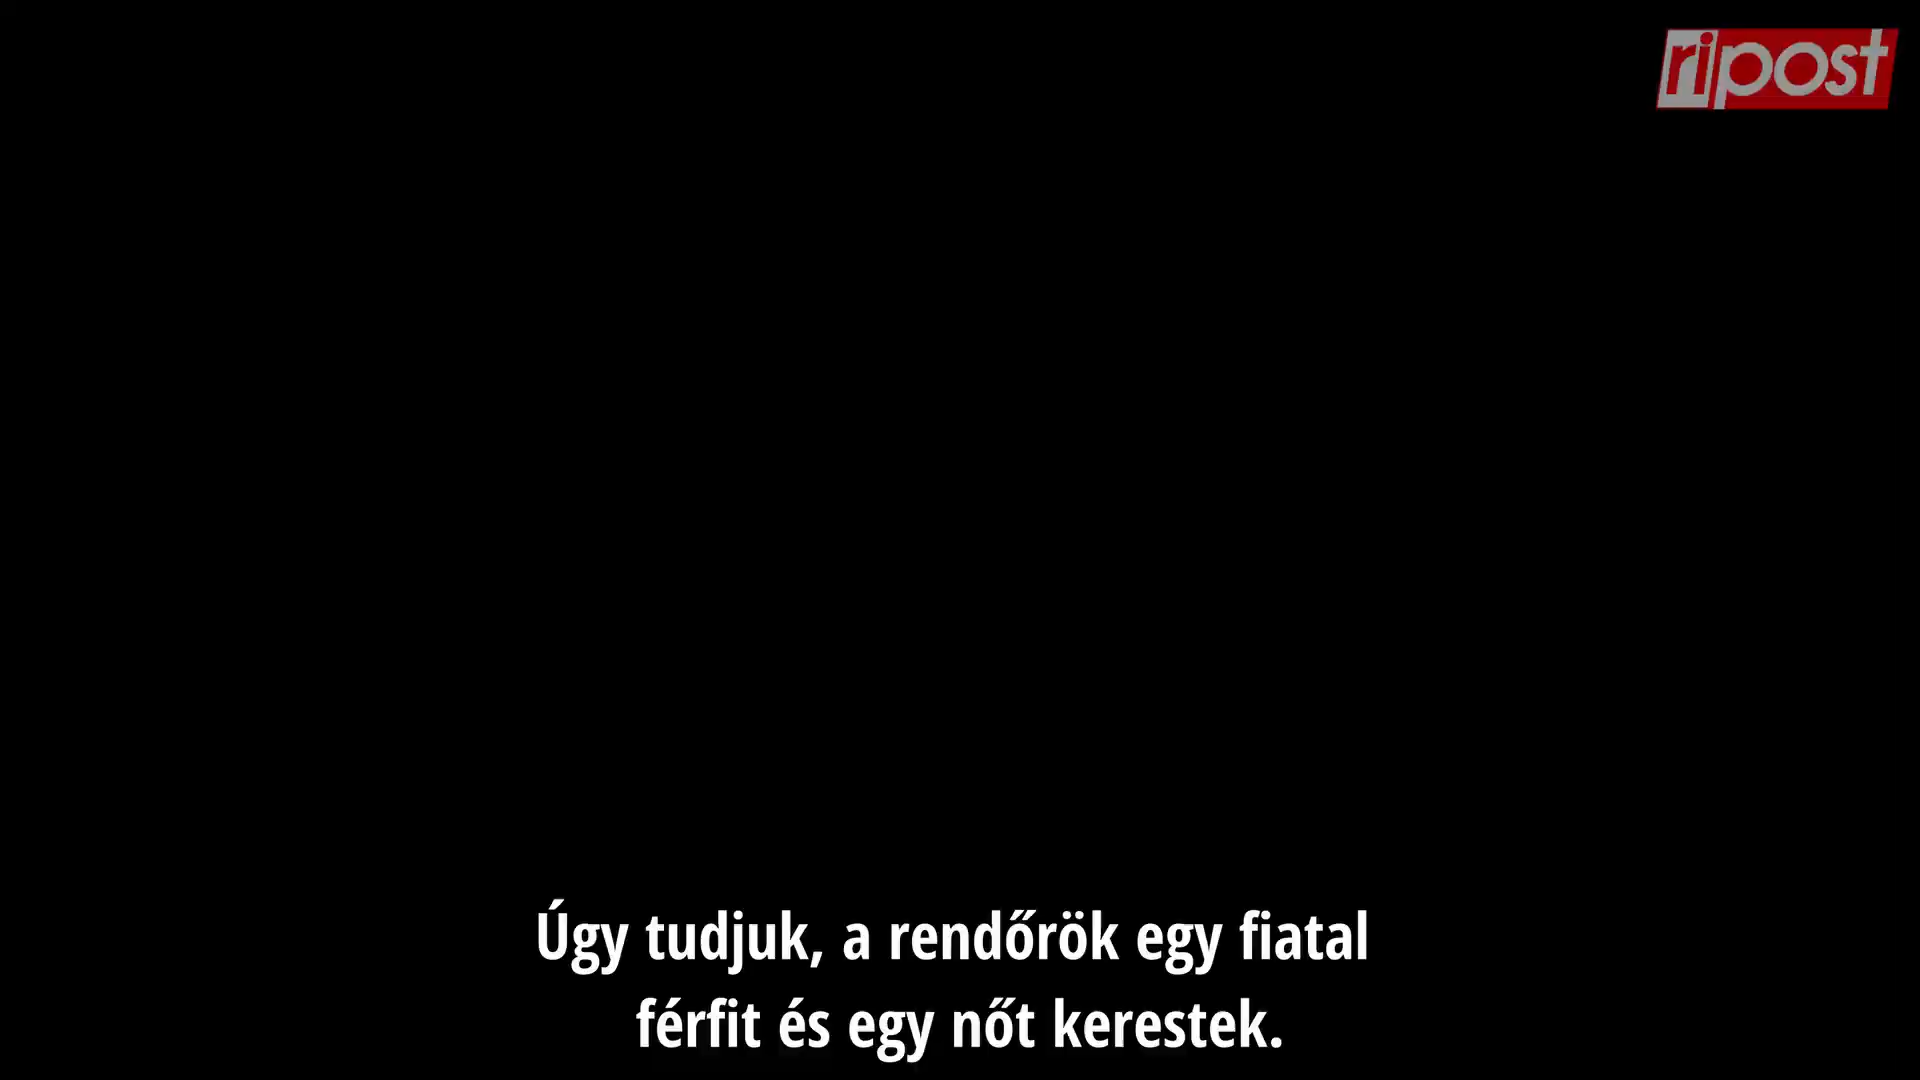 ripost
Úgy tudjuk, a rendőrök egy fiatal
férfit és egy nőt kerestek.